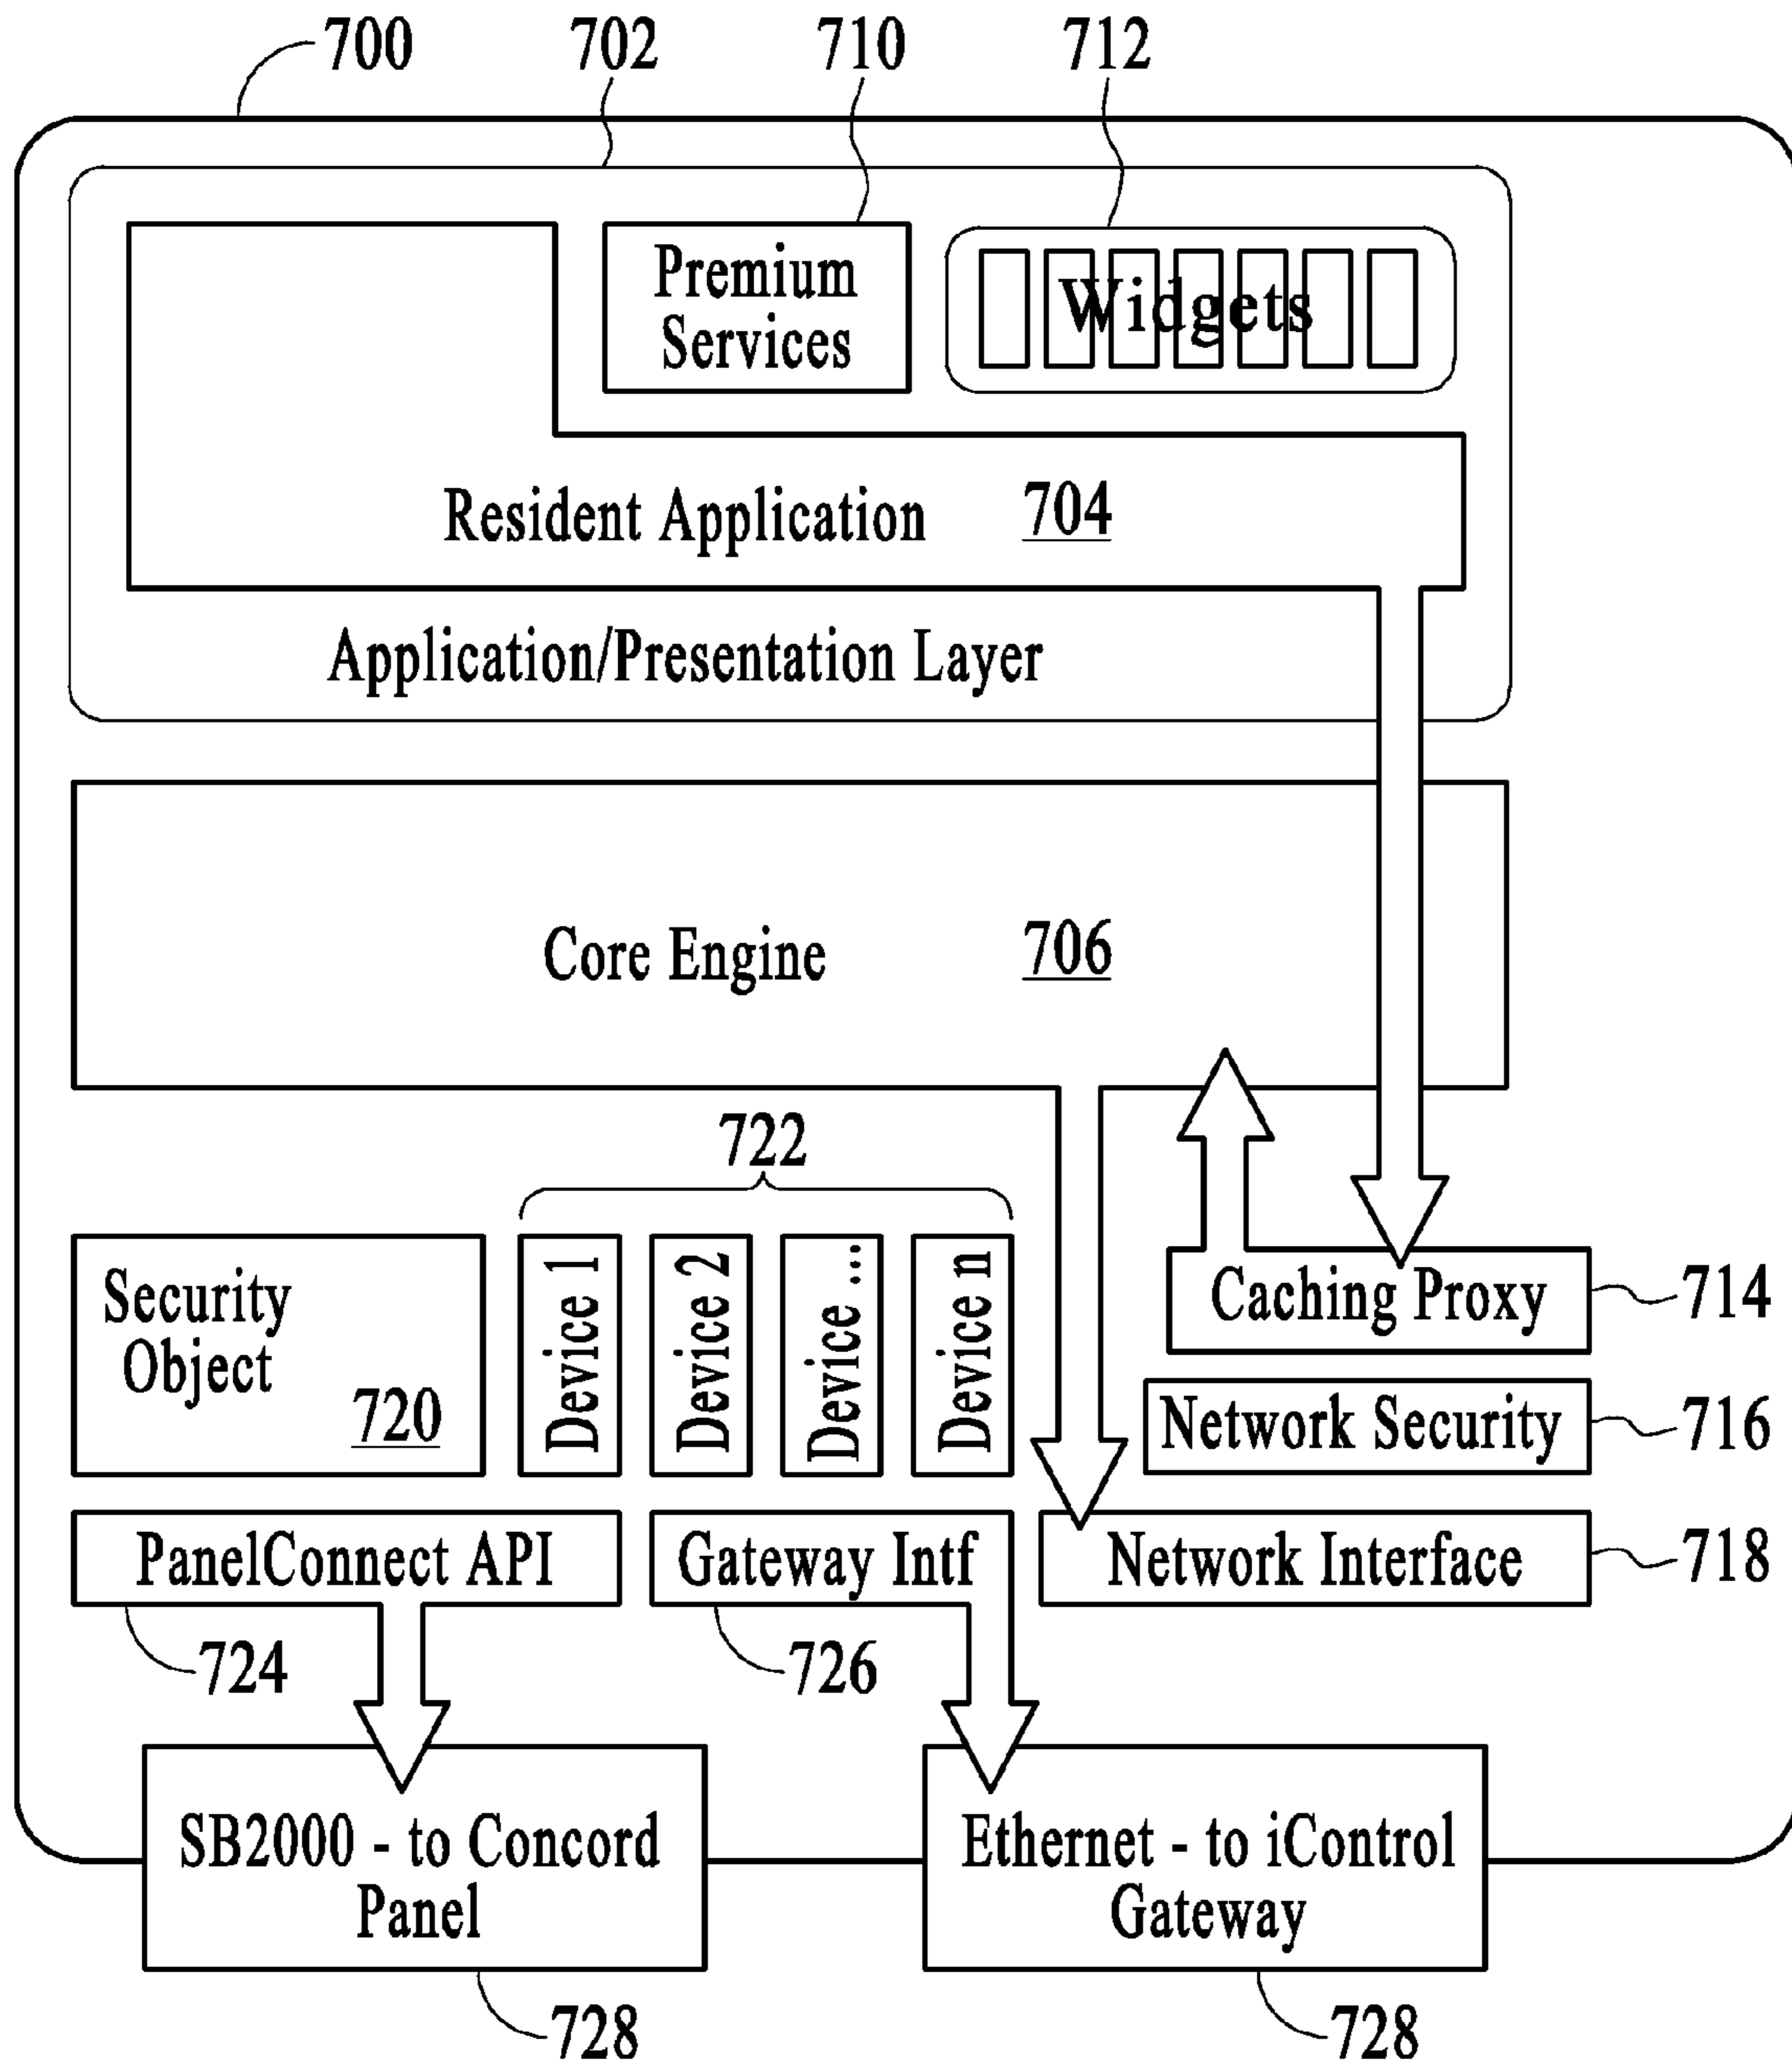 700 702 710 712
Premium
Services
Widgets
Resident Application 704
Application/Presentation Layer
Core Engine 706
722
Security
Object
720
Device 1
Device 2
Device ...
Device n
Caching Proxy 714
Network Security 716
PanelConnect API
Gateway Intf
Network Interface 718
724
726
SB2000 - to Concord
Panel
Ethernet - to iControl
Gateway
728
728